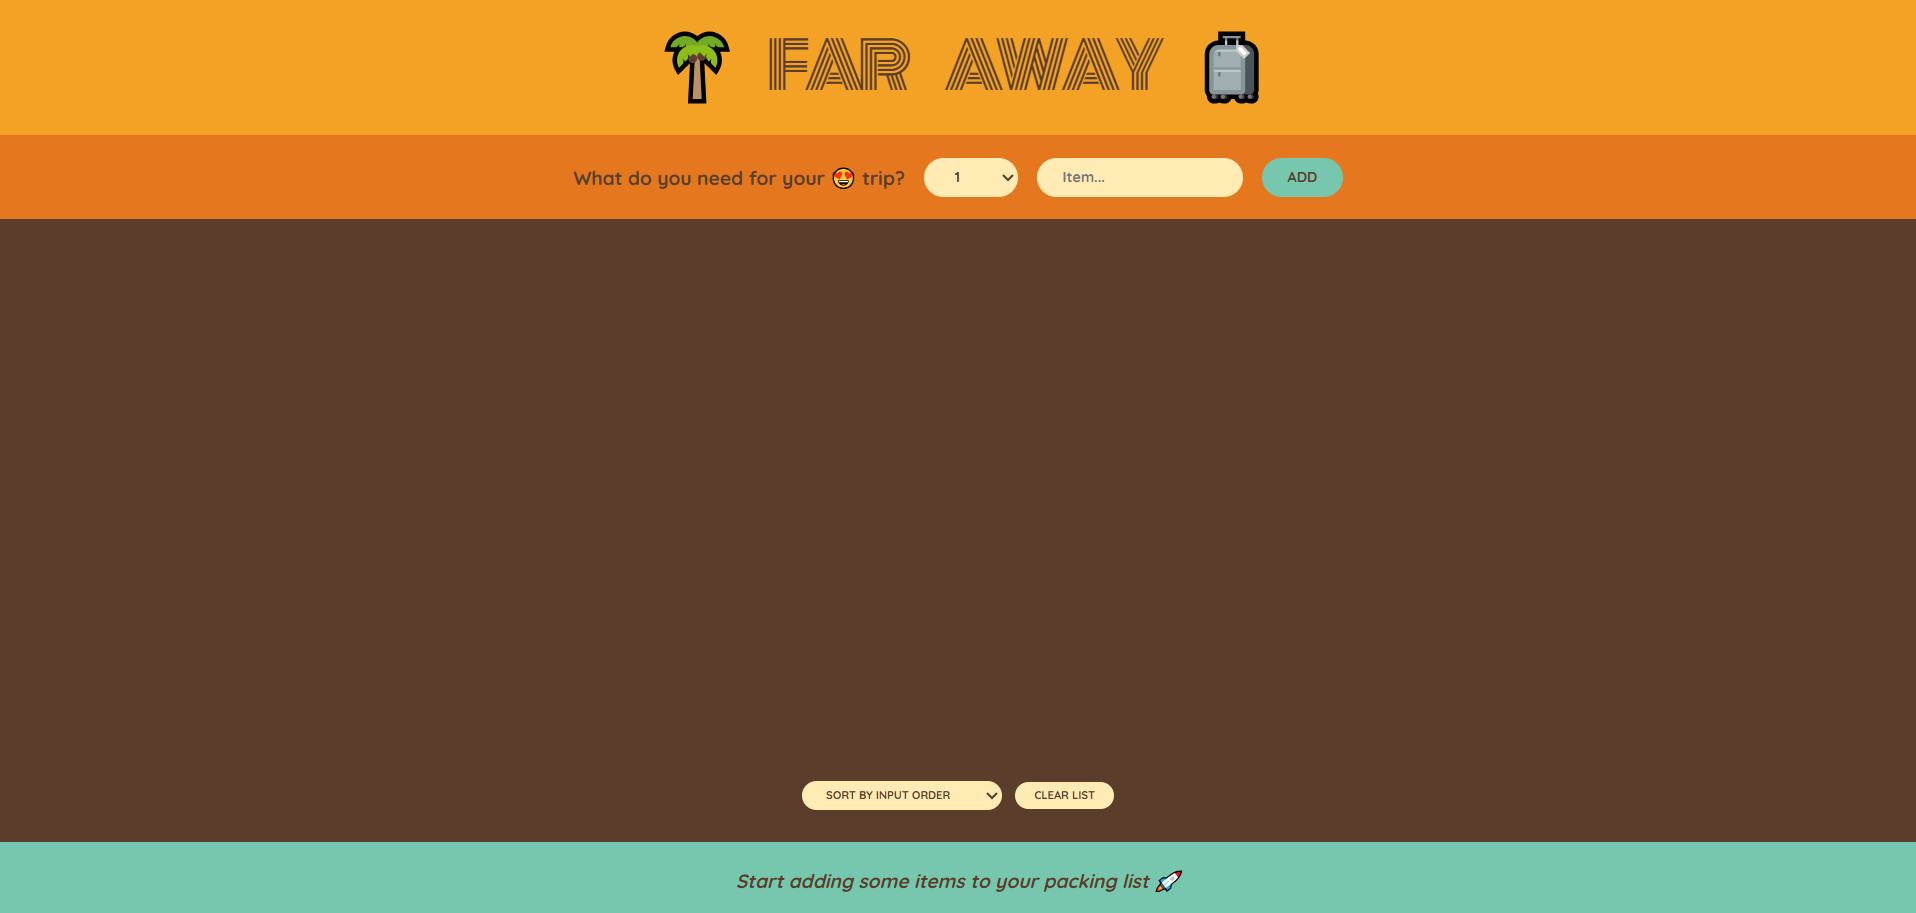 🌴 FAR AWAY 🧳
What do you need for your 😍 trip? 1 Item... ADD
SORT BY INPUT ORDER CLEAR LIST
Start adding some items to your packing list 🚀